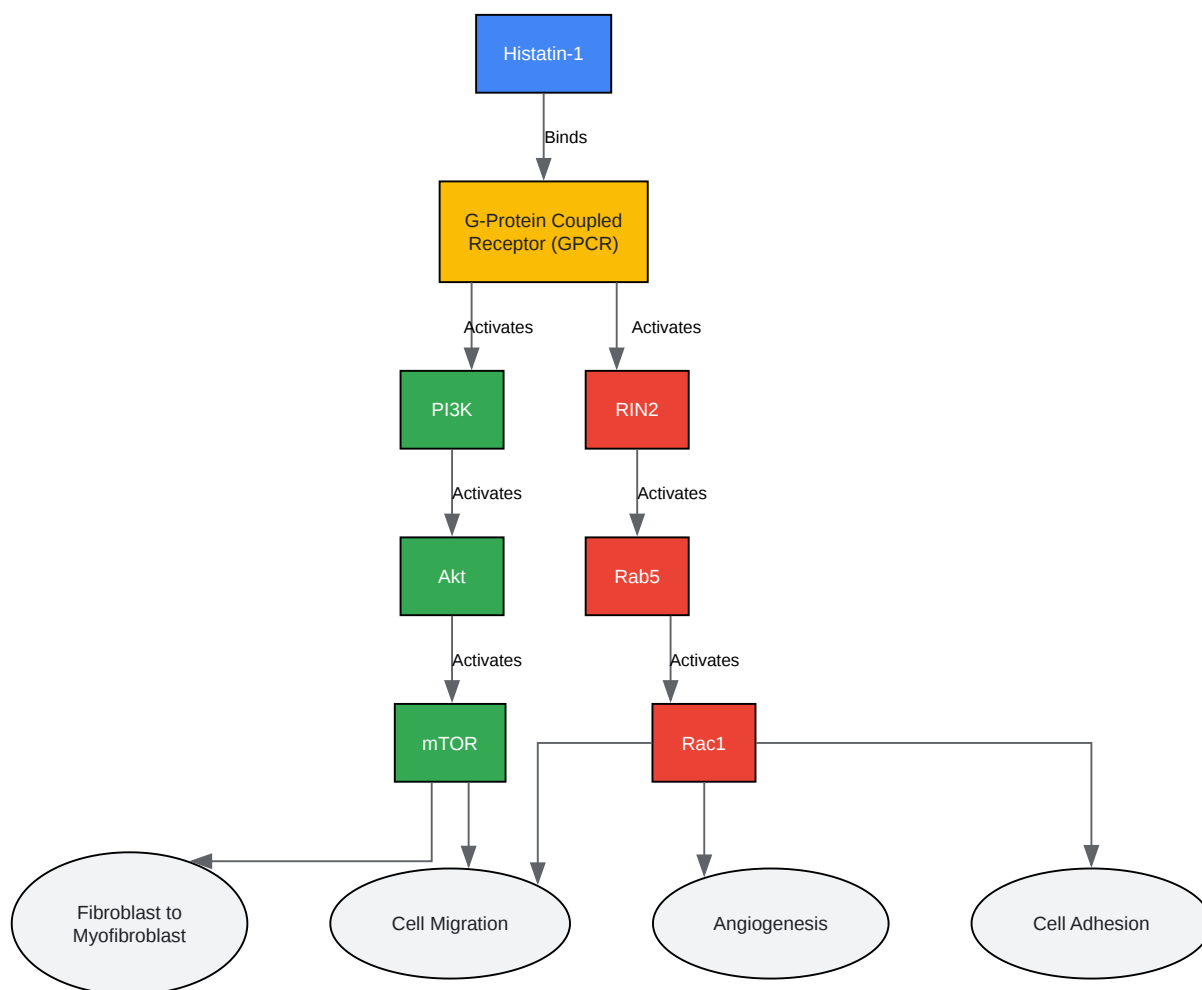 Histatin-1
Binds
G-Protein Coupled
Receptor (GPCR)
Activates
Activates
PI3K
RIN2
Activates
Activates
Akt
Rab5
Activates
Activates
mTOR
Rac1
Fibroblast to
Myofibroblast
Cell Migration
Angiogenesis
Cell Adhesion